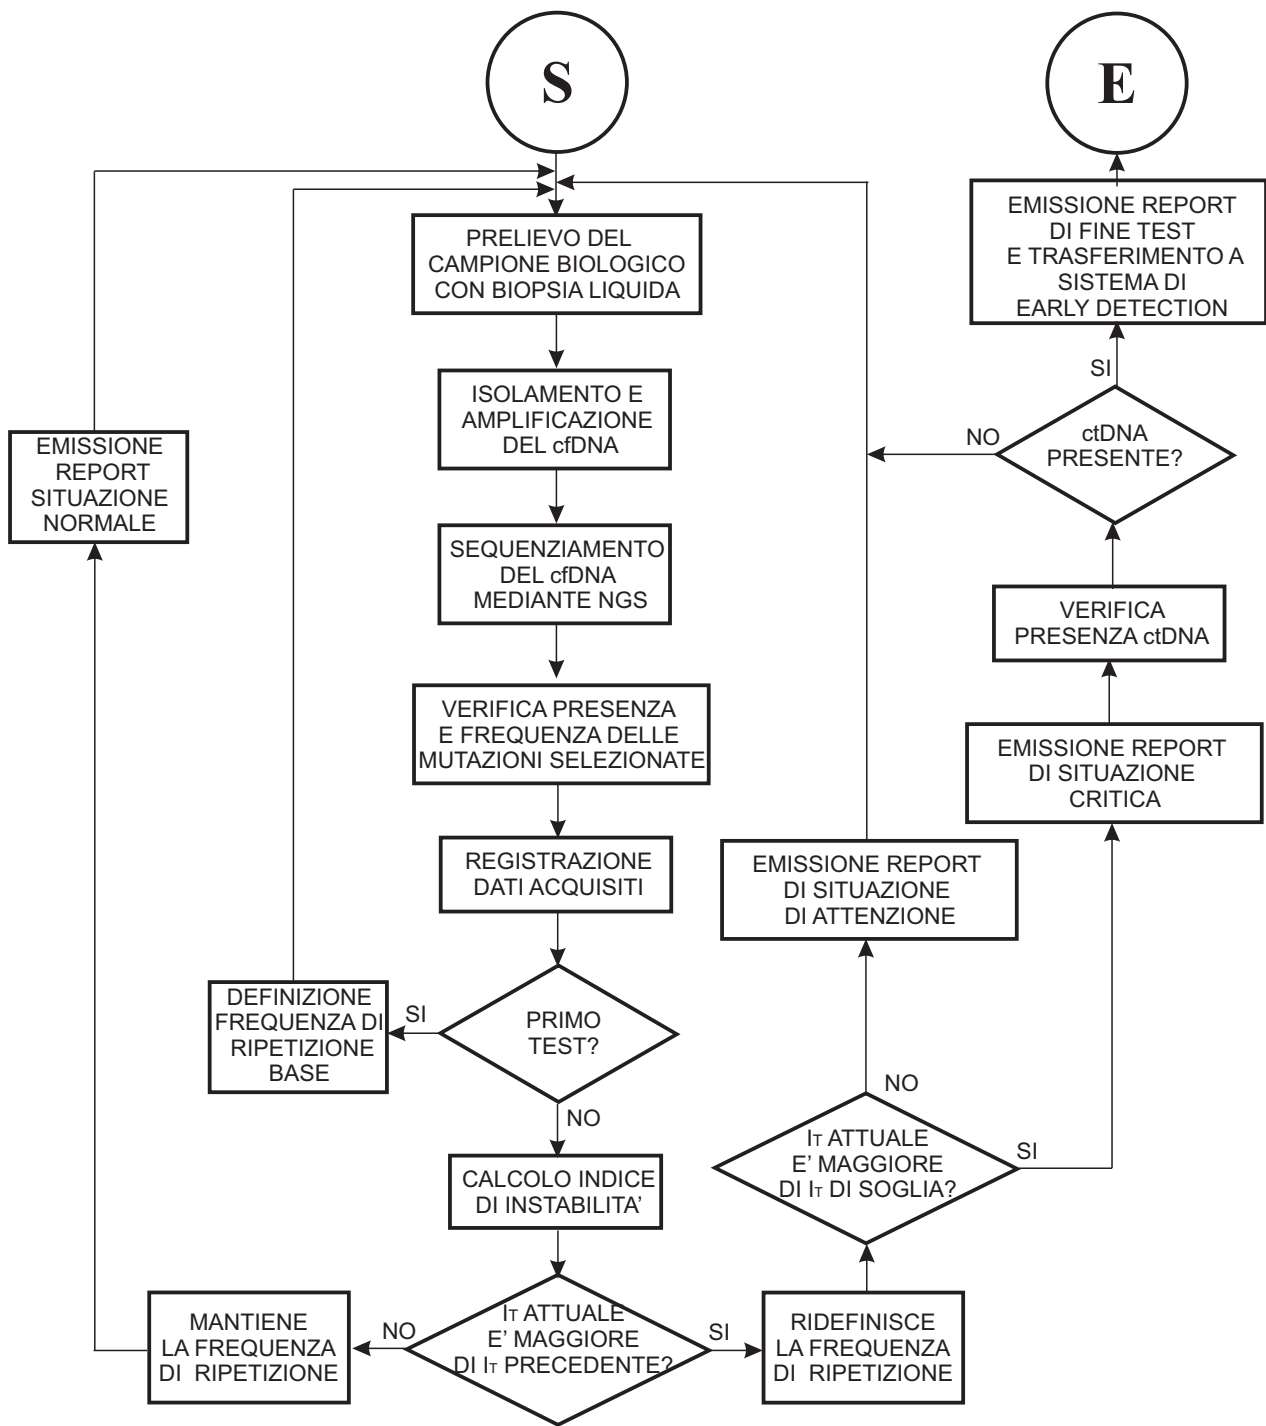 S
E
PRELIEVO DEL
CAMPIONE BIOLOGICO
CON BIOPSIA LIQUIDA
EMISSIONE REPORT
DI FINE TEST
E TRASFERIMENTO A
SISTEMA DI
EARLY DETECTION
SI
ISOLAMENTO E
AMPLIFICAZIONE
DEL cfDNA
EMISSIONE
REPORT
SITUAZIONE
NORMALE
NO
ctDNA
PRESENTE?
SEQUENZIAMENTO
DEL cfDNA
MEDIANTE NGS
VERIFICA
PRESENZA ctDNA
VERIFICA PRESENZA
E FREQUENZA DELLE
MUTAZIONI SELEZIONATE
EMISSIONE REPORT
DI SITUAZIONE
CRITICA
REGISTRAZIONE
DATI ACQUISITI
EMISSIONE REPORT
DI SITUAZIONE
DI ATTENZIONE
DEFINIZIONE
FREQUENZA DI
RIPETIZIONE
BASE
SI
PRIMO
TEST?
NO
NO
CALCOLO INDICE
DI INSTABILITA'
IT ATTUALE
E' MAGGIORE
DI IT DI SOGLIA?
SI
MANTIENE
LA FREQUENZA
DI RIPETIZIONE
NO
IT ATTUALE
E' MAGGIORE
DI IT PRECEDENTE?
SI
RIDEFINISCE
LA FREQUENZA
DI RIPETIZIONE